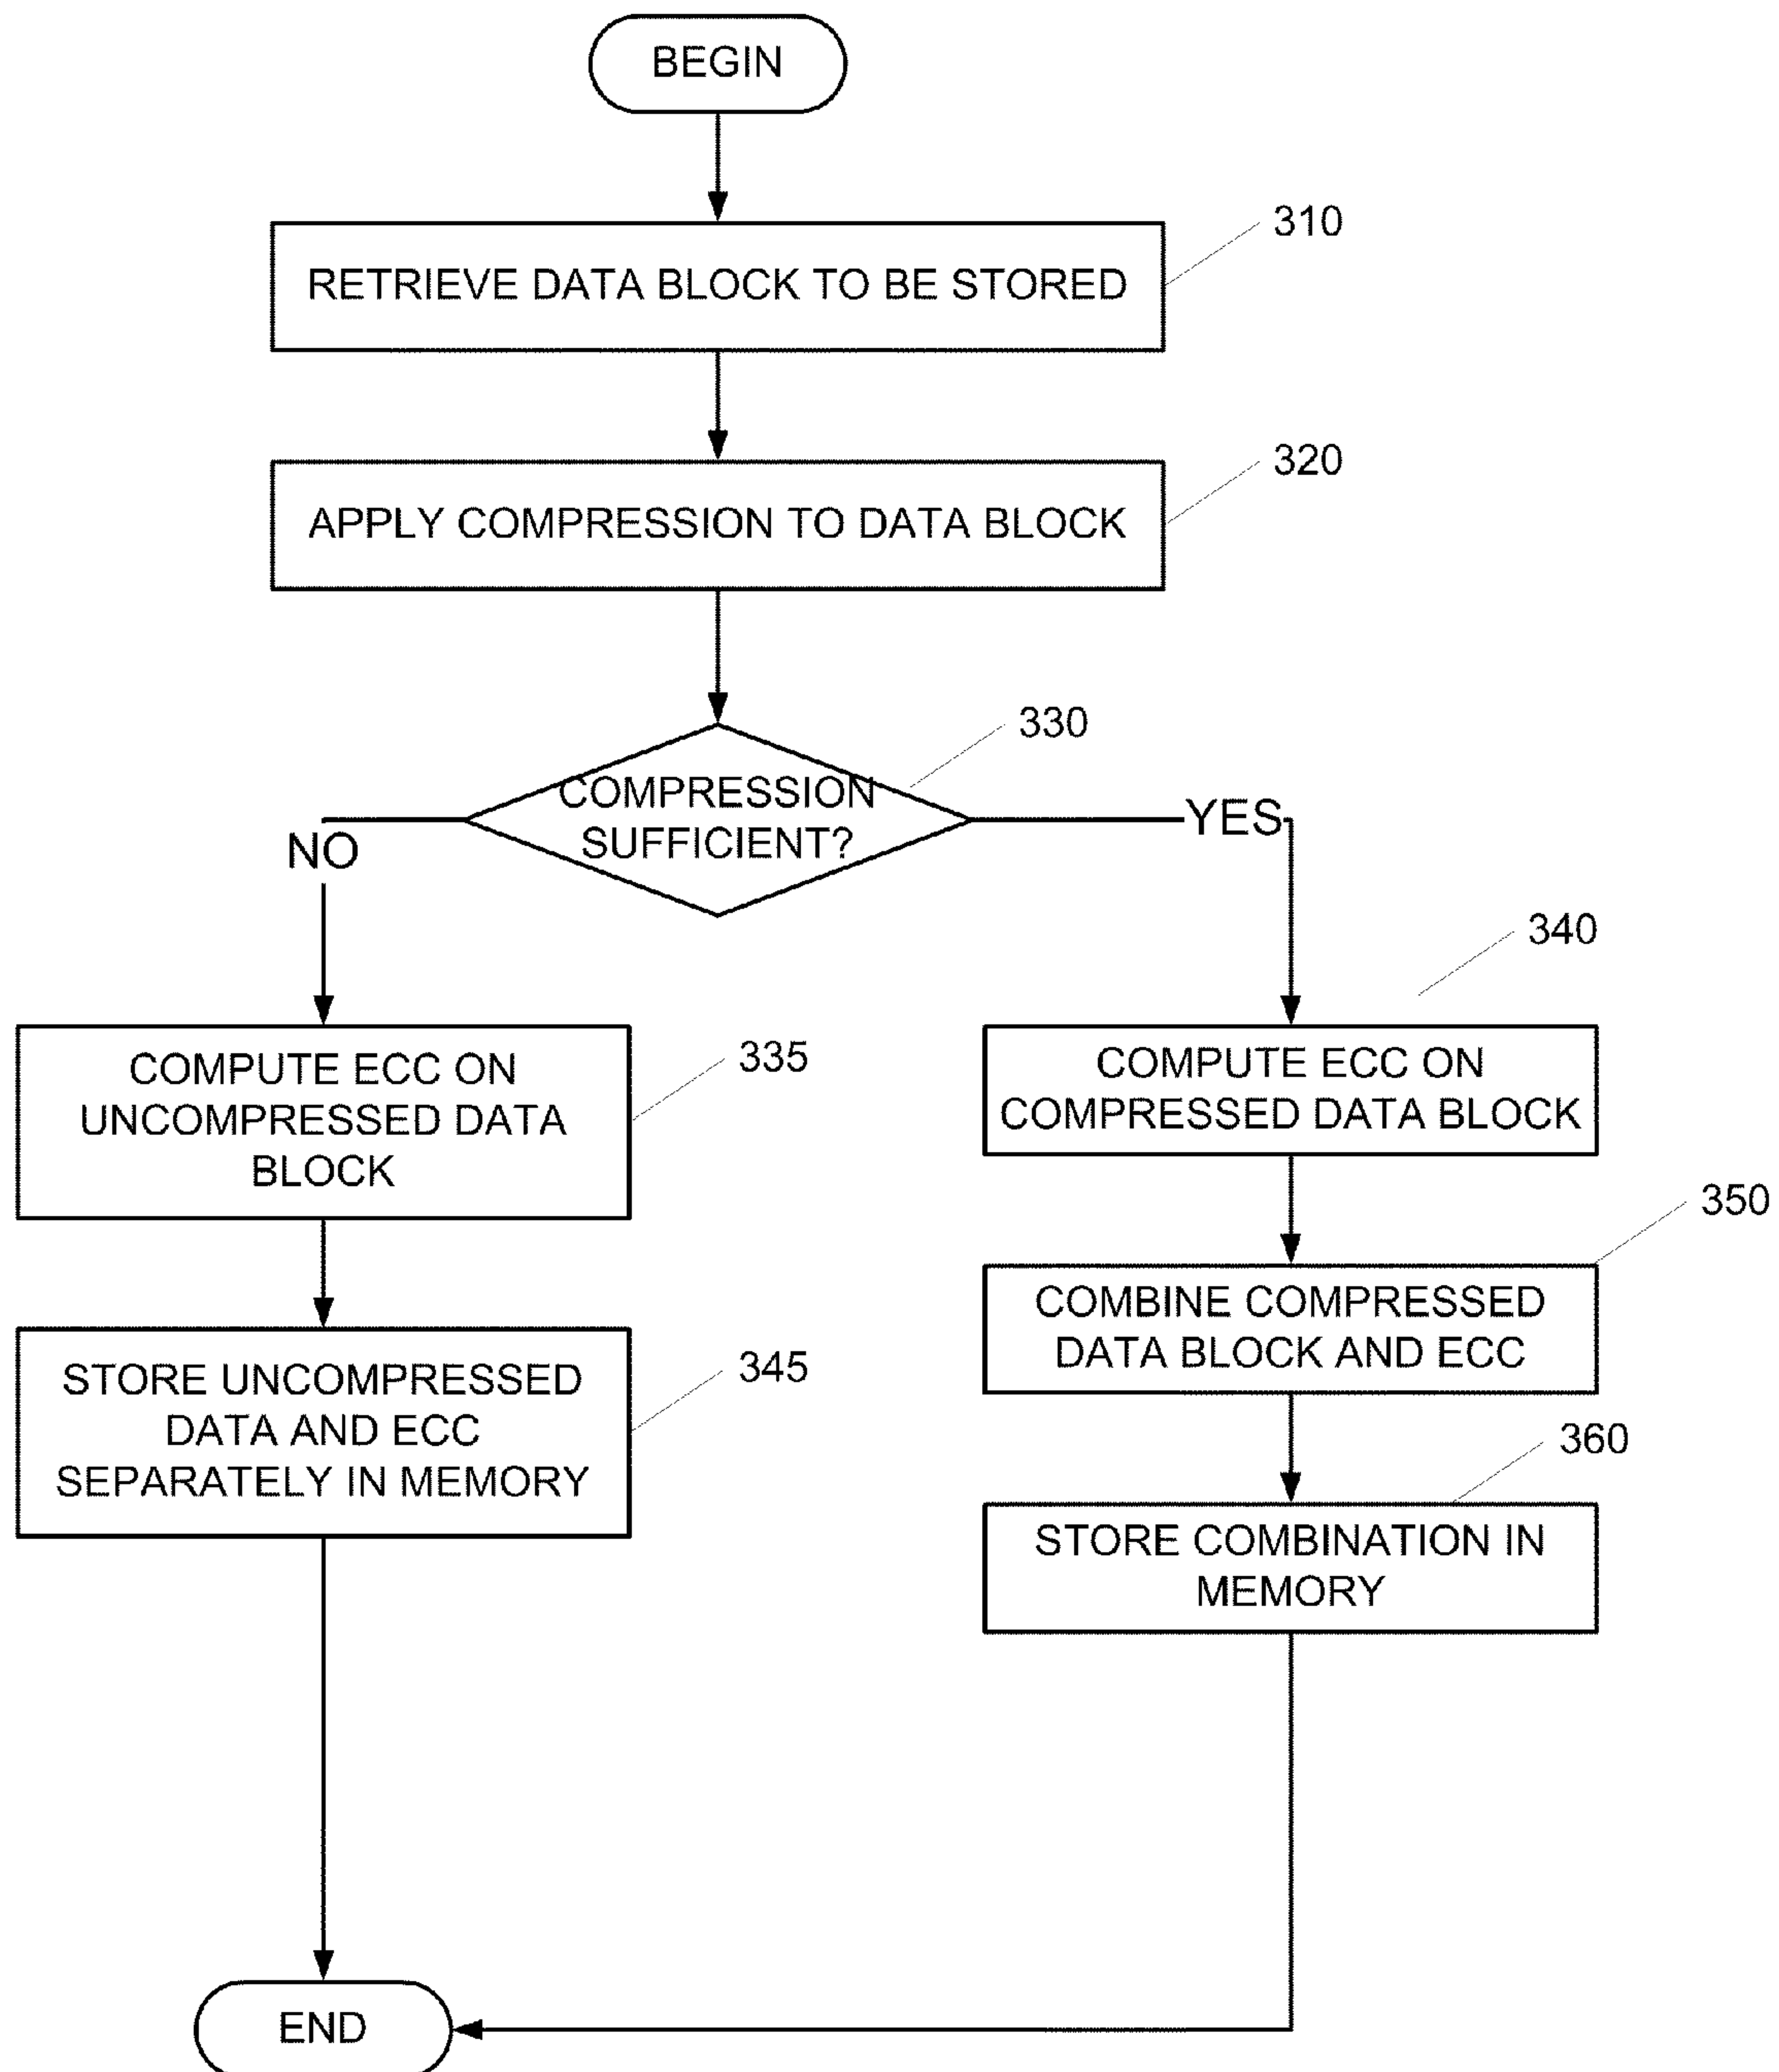 BEGIN
310
RETRIEVE DATA BLOCK TO BE STORED
320
APPLY COMPRESSION TO DATA BLOCK
330
COMPRESSION
SUFFICIENT?
NO
YES
340
335
COMPUTE ECC ON
UNCOMPRESSED DATA
BLOCK
COMPUTE ECC ON
COMPRESSED DATA BLOCK
350
COMBINE COMPRESSED
DATA BLOCK AND ECC
345
STORE UNCOMPRESSED
DATA AND ECC
SEPARATELY IN MEMORY
360
STORE COMBINATION IN
MEMORY
END